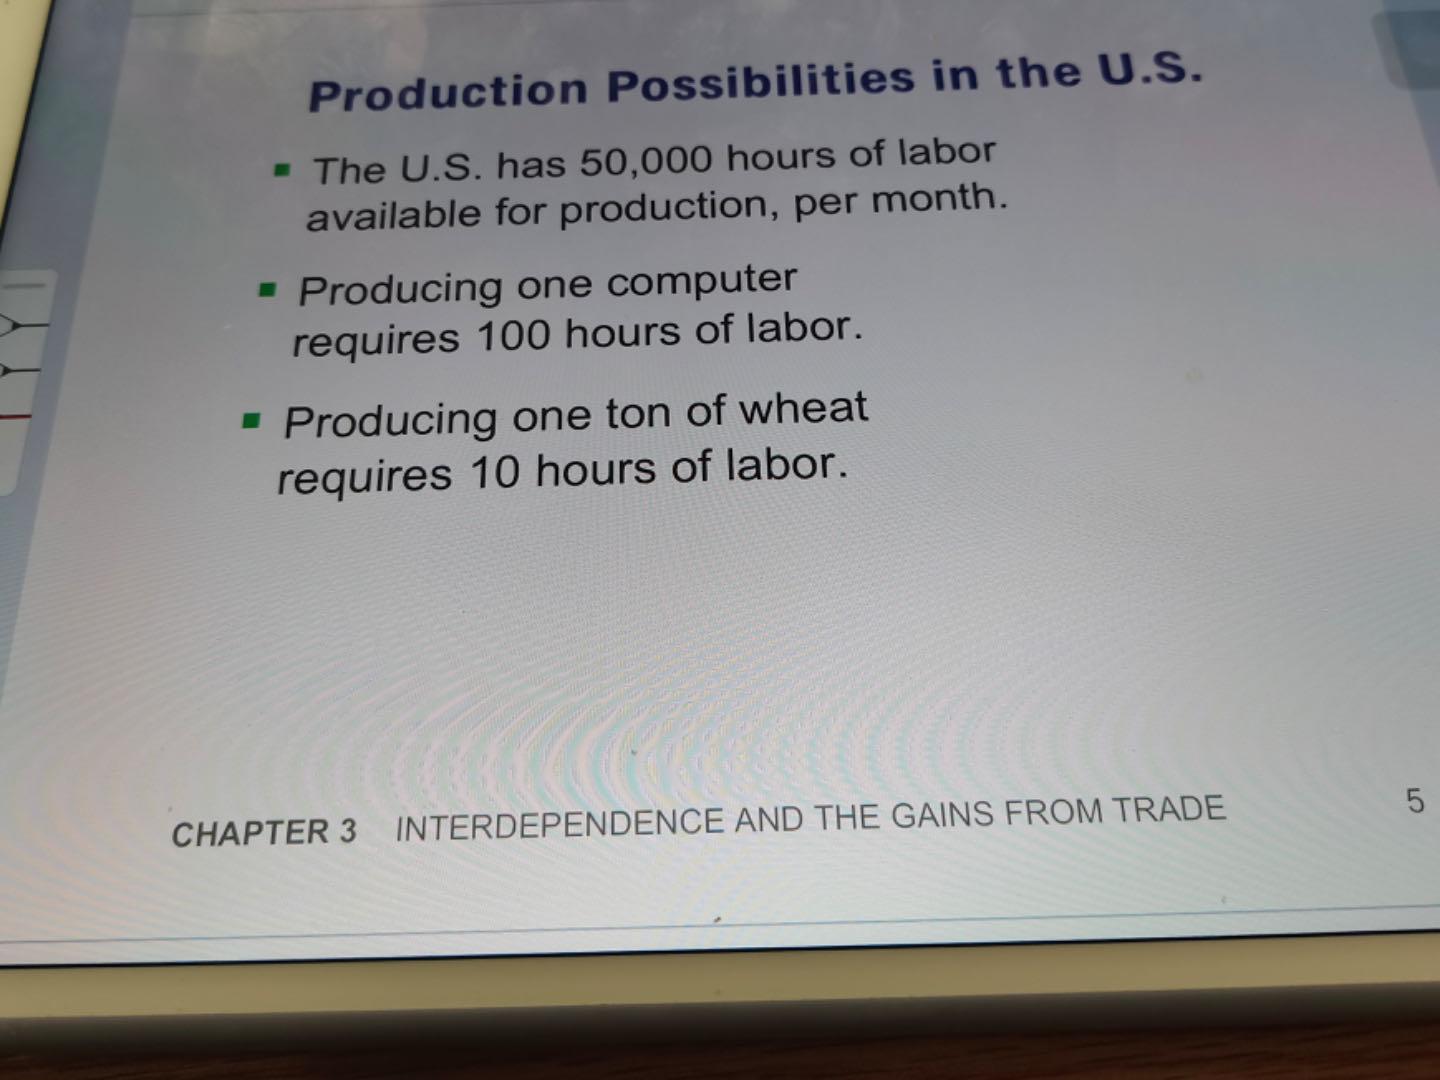 Production Possibilities in the U.S.
▪ The U.S. has 50,000 hours of labor
available for production, per month.
▪ Producing one computer
requires 100 hours of labor.
▪ Producing one ton of wheat
requires 10 hours of labor.
CHAPTER 3 INTERDEPENDENCE AND THE GAINS FROM TRADE 5